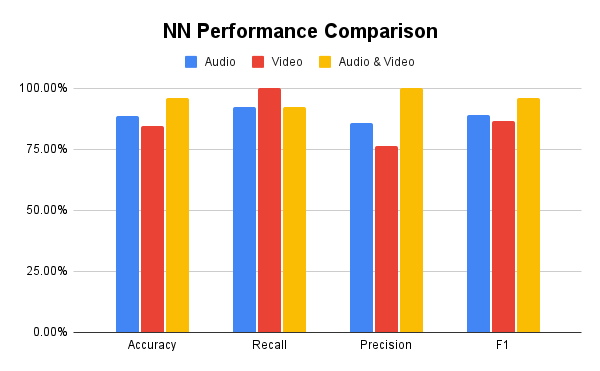 NN Performance Comparison
Audio Video Audio & Video
100.00%
75.00%
50.00%
25.00%
0.00%
Accuracy Recall Precision F1